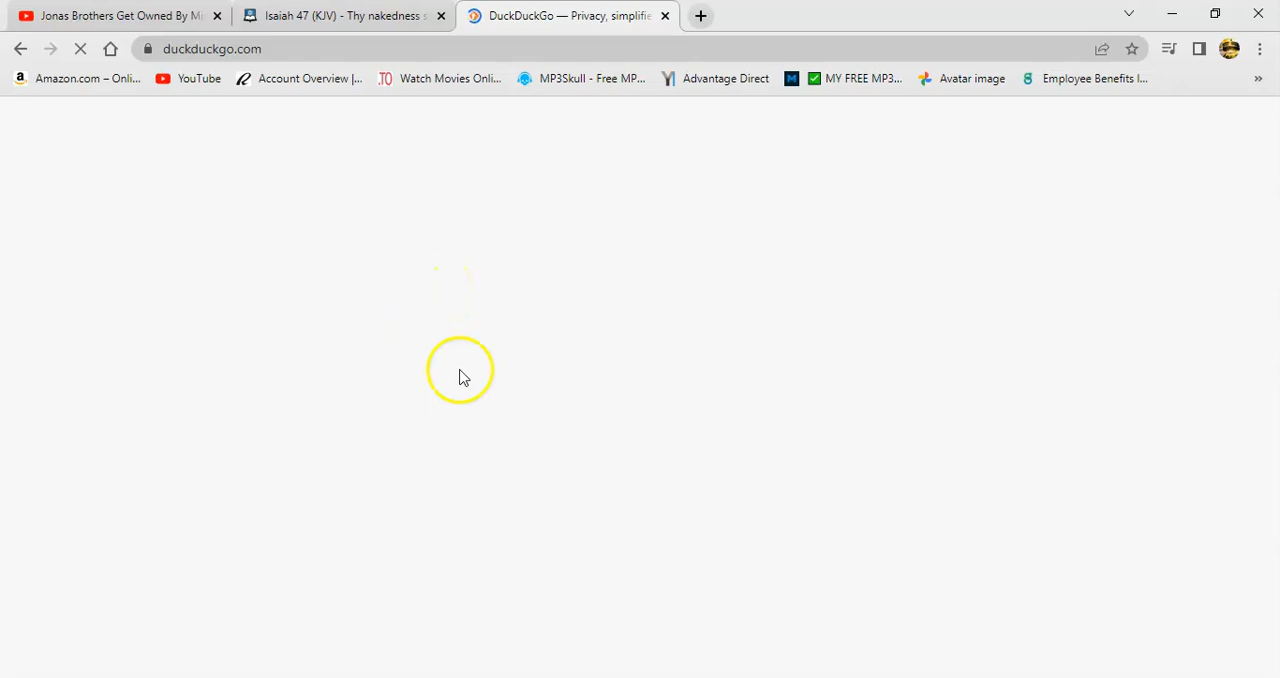 Jonas Brothers Get Owned By Mi
Isaiah 47 (KJV) - Thy nakedness s
DuckDuckGo — Privacy, simplifie
duckduckgo.com
Amazon.com – Onli...
YouTube
Account Overview |...
.TO Watch Movies Onli...
MP3Skull - Free MP...
Advantage Direct
MY FREE MP3...
Avatar image
Employee Benefits I...